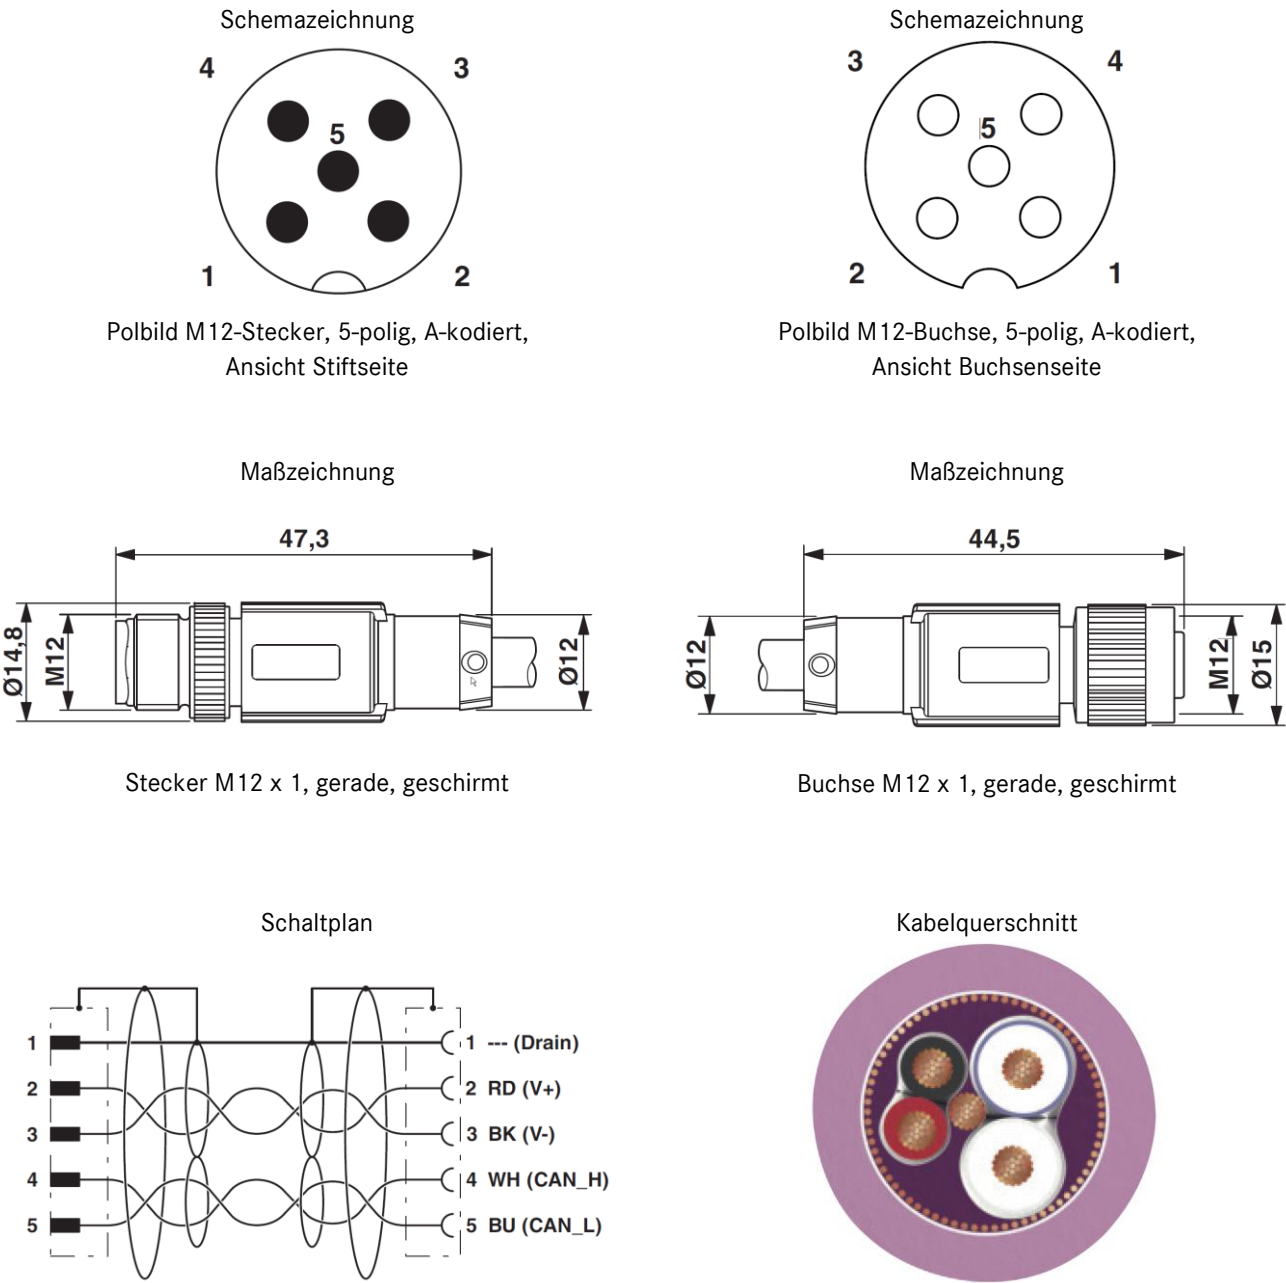 Schemazeichnung
4
3
5
1
2
Polbild M12-Stecker, 5-polig, A-kodiert,
Ansicht Stiftseite
Schemazeichnung
3
4
5
2
1
Polbild M12-Buchse, 5-polig, A-kodiert,
Ansicht Buchsenseite
Maßzeichnung
47,3
Ø14,8
M12
Ø12
Stecker M12 x 1, gerade, geschirmt
Maßzeichnung
44,5
Ø12
M12
Ø15
Buchse M12 x 1, gerade, geschirmt
Schaltplan
1
1 --- (Drain)
2
2 RD (V+)
3
3 BK (V-)
4
4 WH (CAN_H)
5
5 BU (CAN_L)
Kabelquerschnitt